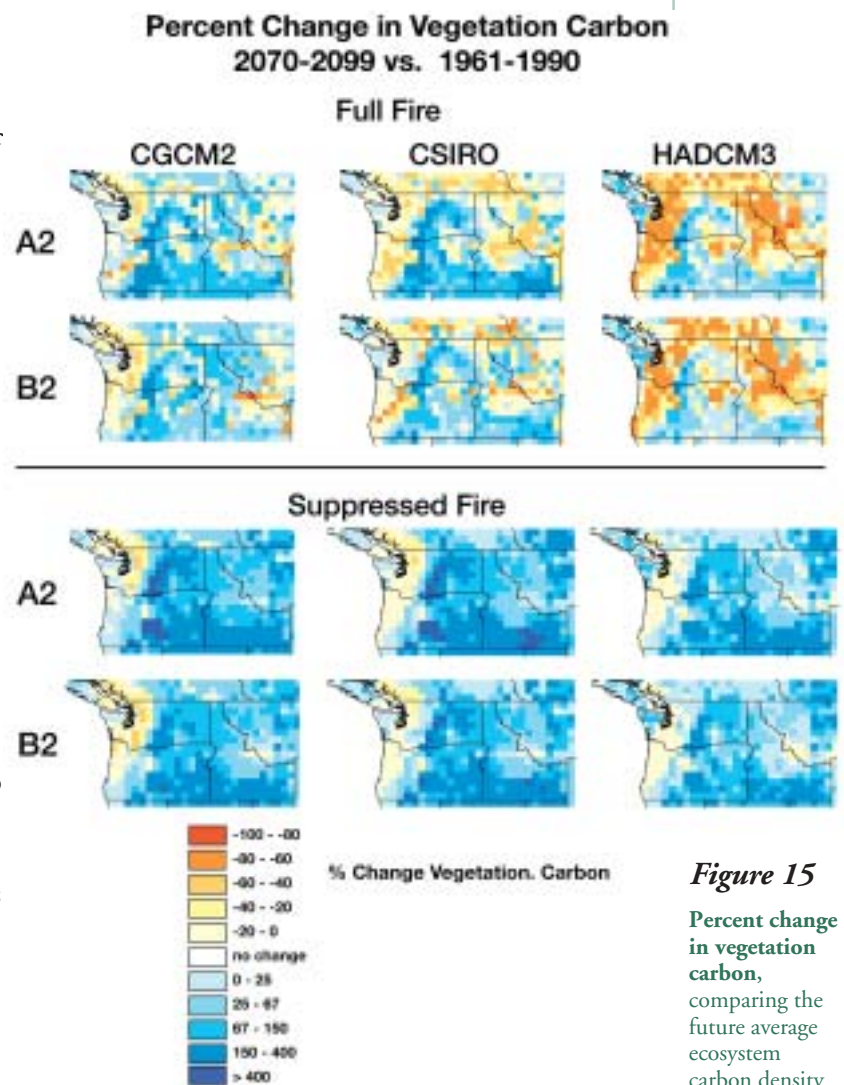 Percent Change in Vegetation Carbon
2070-2099 vs. 1961-1990
Full Fire
CGCM2 CSIRO HADCM3
A2
B2
Suppressed Fire
A2
B2
-100 - -80
-80 - -60
-60 - -40
-40 - -20
-20 - 0
no change
0 - 25
25 - 67
67 - 150
150 - 400
> 400
% Change Vegetation. Carbon
Figure 15
Percent change
in vegetation
carbon,
comparing the
future average
ecosystem
carbon density